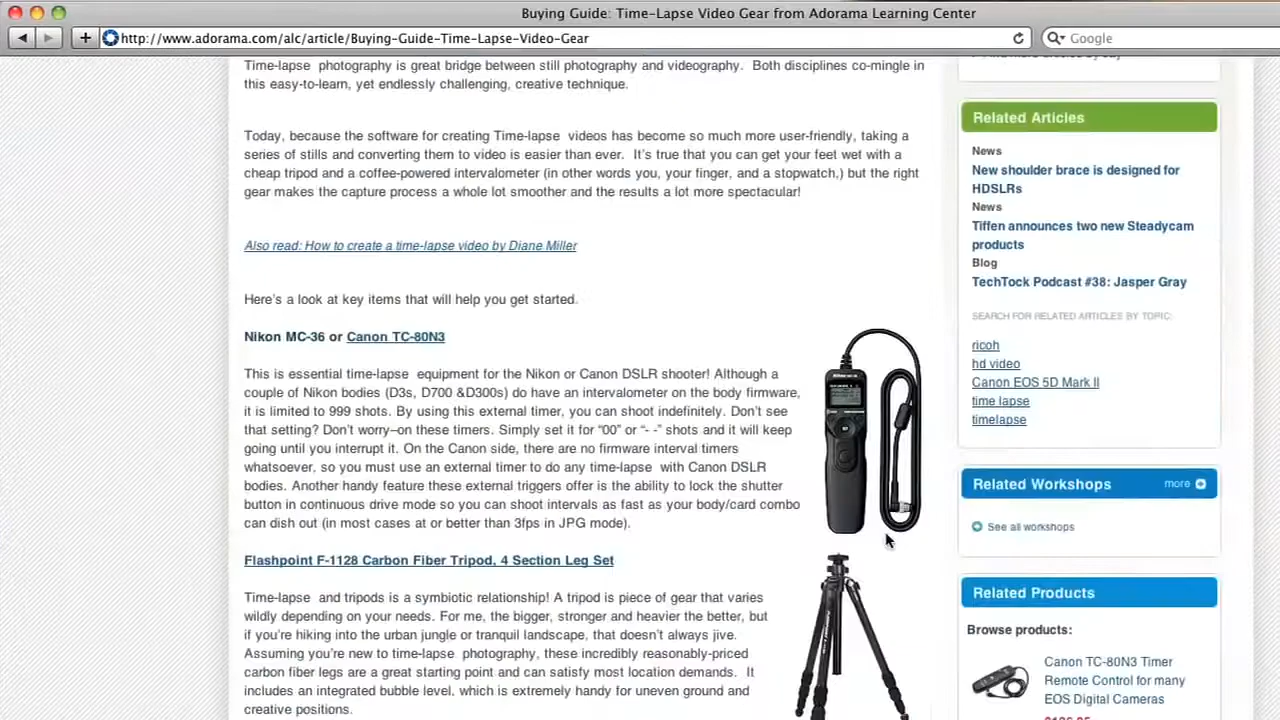 Buying Guide: Time-Lapse Video Gear from Adorama Learning Center
http://www.adorama.com/alc/article/Buying-Guide-Time-Lapse-Video-Gear
Google
Time-lapse photography is great bridge between still photography and videography. Both disciplines co-mingle in
this easy-to-learn, yet endlessly challenging, creative technique.
Today, because the software for creating Time-lapse videos has become so much more user-friendly, taking a
series of stills and converting them to video is easier than ever. It's true that you can get your feet wet with a
cheap tripod and a coffee-powered intervalometer (in other words you, your finger, and a stopwatch,) but the right
gear makes the capture process a whole lot smoother and the results a lot more spectacular!
Also read: How to create a time-lapse video by Diane Miller
Here's a look at key items that will help you get started.
Nikon MC-36 or Canon TC-80N3
This is essential time-lapse equipment for the Nikon or Canon DSLR shooter! Although a
couple of Nikon bodies (D3s, D700 &D300s) do have an intervalometer on the body firmware,
it is limited to 999 shots. By using this external timer, you can shoot indefinitely. Don't see
that setting? Don't worry–on these timers. Simply set it for “00” or “- -” shots and it will keep
going until you interrupt it. On the Canon side, there are no firmware interval timers
whatsoever, so you must use an external timer to do any time-lapse with Canon DSLR
bodies. Another handy feature these external triggers offer is the ability to lock the shutter
button in continuous drive mode so you can shoot intervals as fast as your body/card combo
can dish out (in most cases at or better than 3fps in JPG mode).
Flashpoint F-1128 Carbon Fiber Tripod, 4 Section Leg Set
Time-lapse and tripods is a symbiotic relationship! A tripod is piece of gear that varies
wildly depending on your needs. For me, the bigger, stronger and heavier the better, but
if you're hiking into the urban jungle or tranquil landscape, that doesn't always jive.
Assuming you're new to time-lapse photography, these incredibly reasonably-priced
carbon fiber legs are a great starting point and can satisfy most location demands. It
includes an integrated bubble level, which is extremely handy for uneven ground and
creative positions.
Related Articles
News
New shoulder brace is designed for
HDSLRs
News
Tiffen announces two new Steadycam
products
Blog
TechTock Podcast #38: Jasper Gray
SEARCH FOR RELATED ARTICLES BY TOPIC:
ricoh
hd video
Canon EOS 5D Mark II
time lapse
timelapse
Related Workshops
more
See all workshops
Related Products
Browse products:
Canon TC-80N3 Timer
Remote Control for many
EOS Digital Cameras